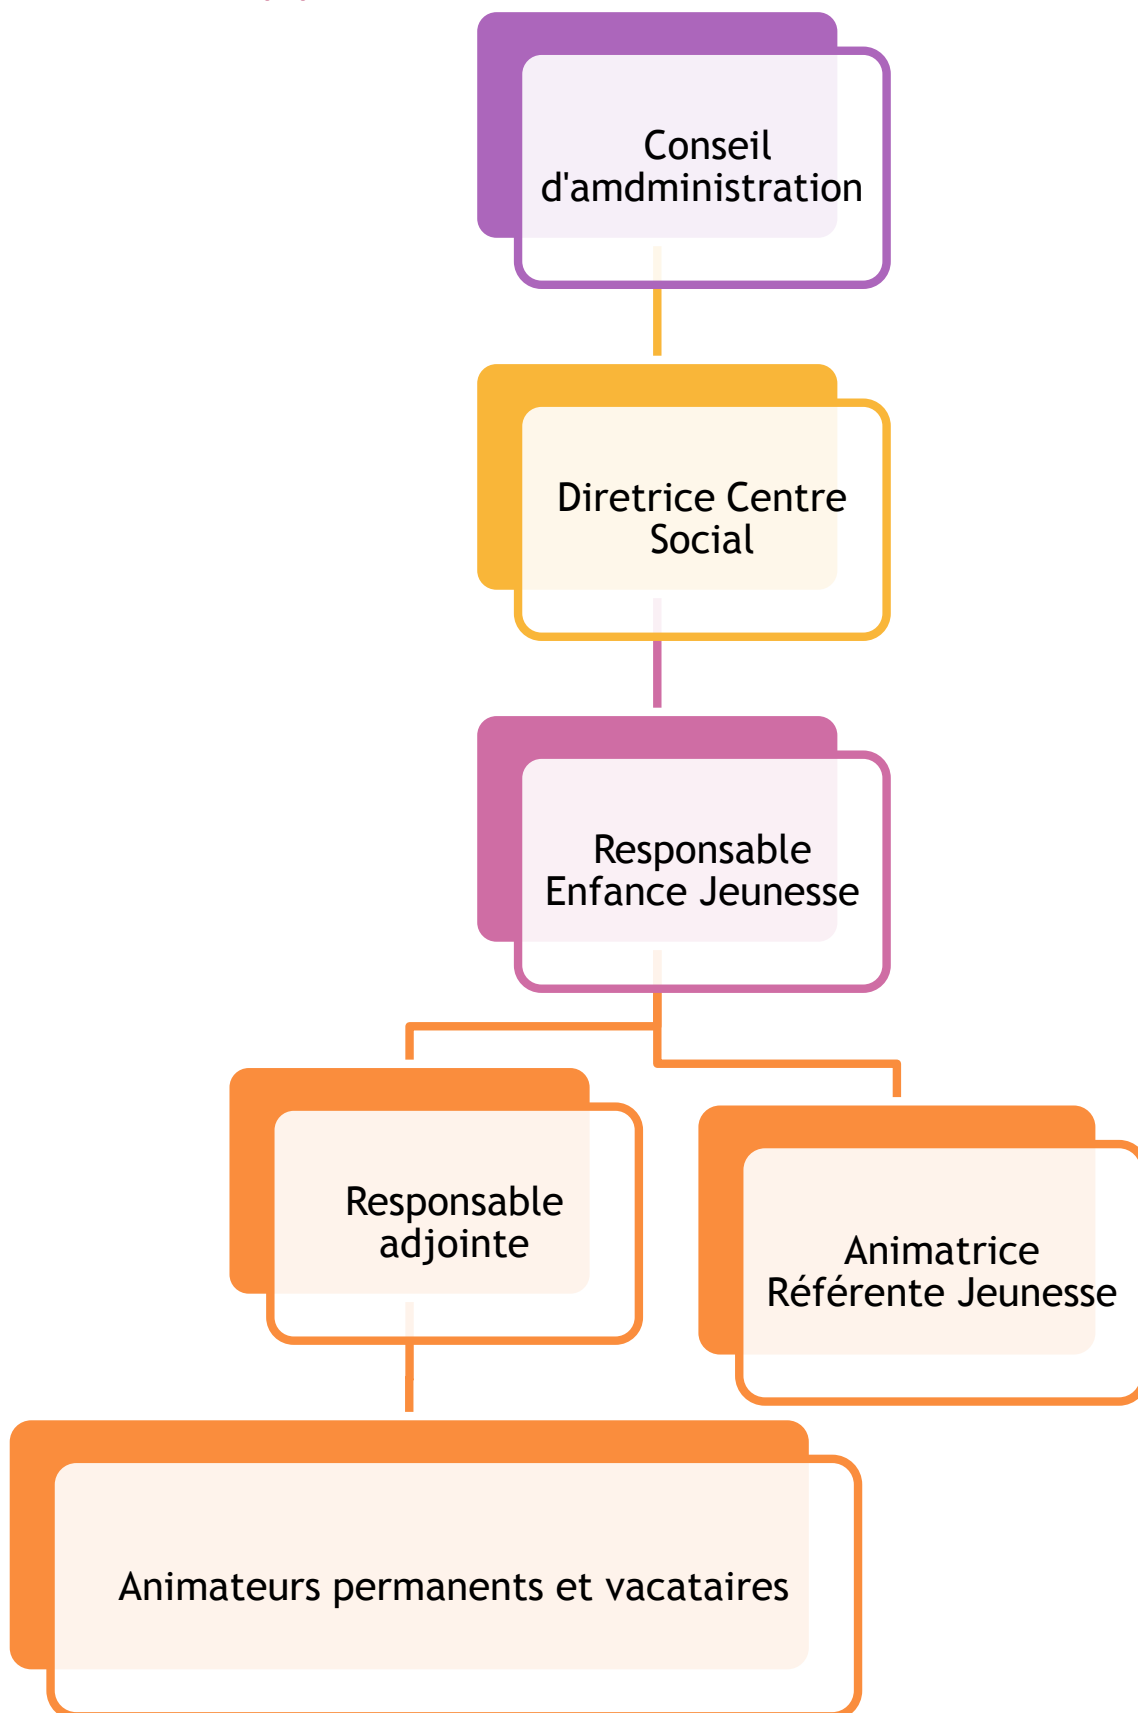 Conseil
d'amdministration
Diretrice Centre
Social
Responsable
Enfance Jeunesse
Responsable
adjointe
Animatrice
Référente Jeunesse
Animateurs permanents et vacataires